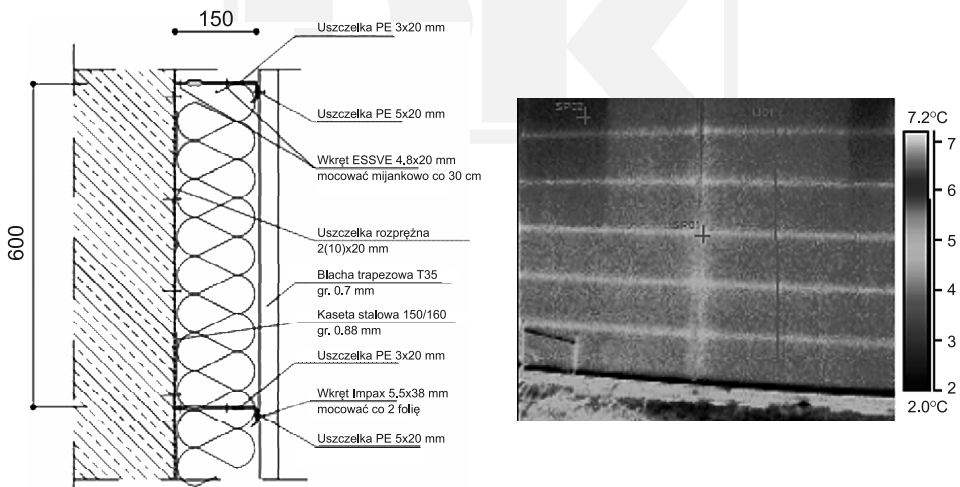 150
600
Uszczelka PE 3x20 mm
Uszczelka PE 5x20 mm
Wkręt ESSVE 4.8x20 mm
mocować mijankowo co 30 cm
Uszczelka rozprężna
2(10)x20 mm
Blacha trapezowa T35
gr. 0.7 mm
Kaseta stalowa 150/160
gr. 0.88 mm
Uszczelka PE 3x20 mm
Wkręt Impax 5.5x38 mm
mocować co 2 folię
Uszczelka PE 5x20 mm
SP02
LI01
SP01
7.2°C
7
6
5
4
3
2
2.0°C